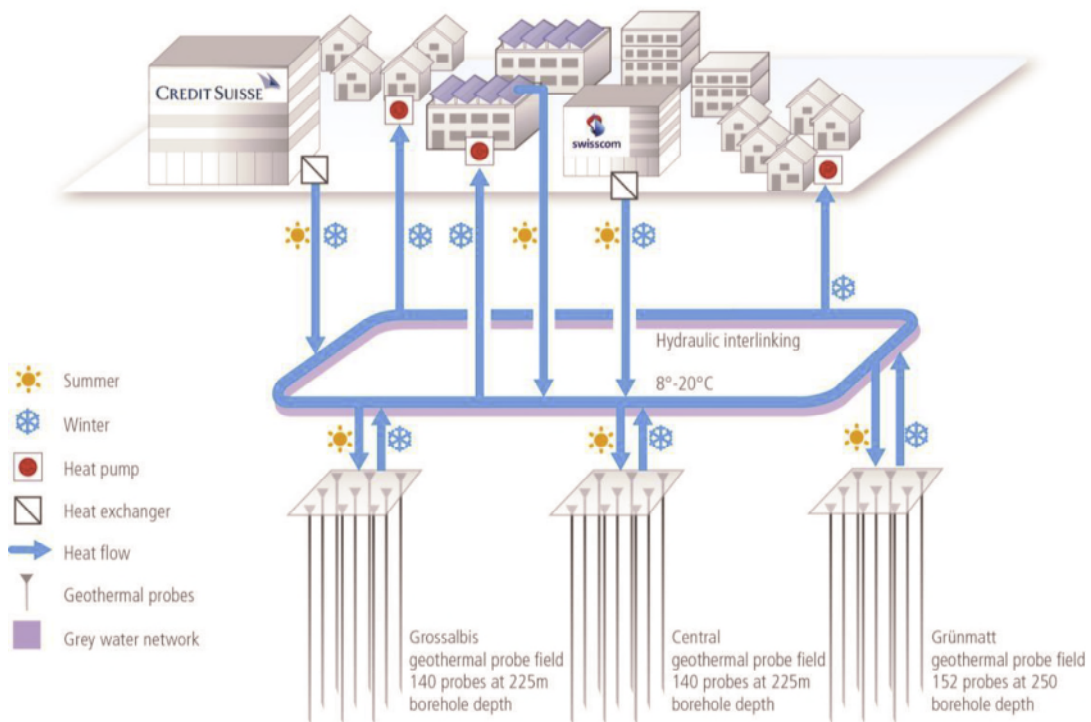 CREDIT SUISSE
swisscom
Hydraulic interlinking
8°-20°C
Summer
Winter
Heat pump
Heat exchanger
Heat flow
Geothermal probes
Grey water network
Grossalbis
geothermal probe field
140 probes at 225m
borehole depth
Central
geothermal probe field
140 probes at 225m
borehole depth
Grünmatt
geothermal probe field
152 probes at 250
borehole depth